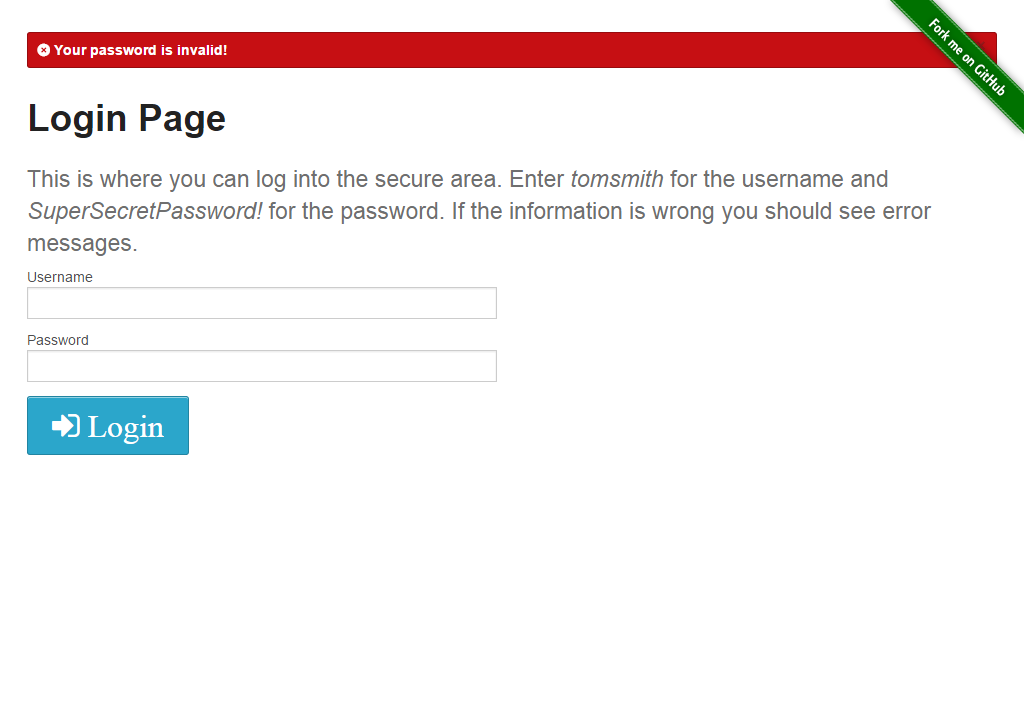 Your password is invalid!
Fork me on GitHub
Login Page
This is where you can log into the secure area. Enter tomsmith for the username and
SuperSecretPassword! for the password. If the information is wrong you should see error
messages.
Username
Password
Login